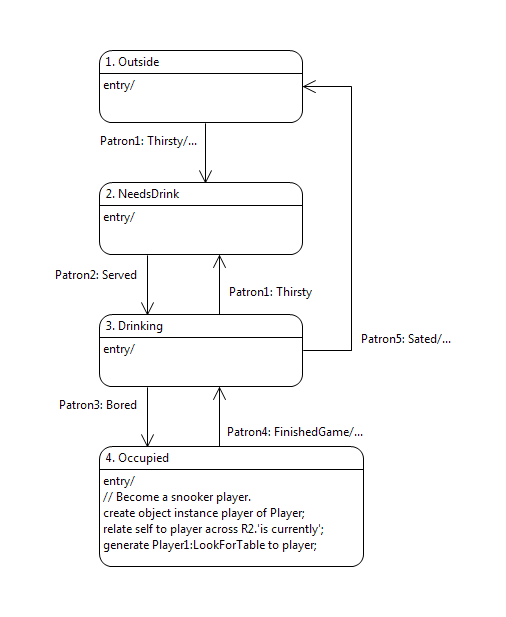 1. Outside
entry/
Patron1: Thirsty/...
2. NeedsDrink
entry/
Patron2: Served
Patron1: Thirsty
3. Drinking
entry/
Patron5: Sated/...
Patron3: Bored
Patron4: FinishedGame/...
4. Occupied
entry/
// Become a snooker player.
create object instance player of Player;
relate self to player across R2.'is currently';
generate Player1:LookForTable to player;